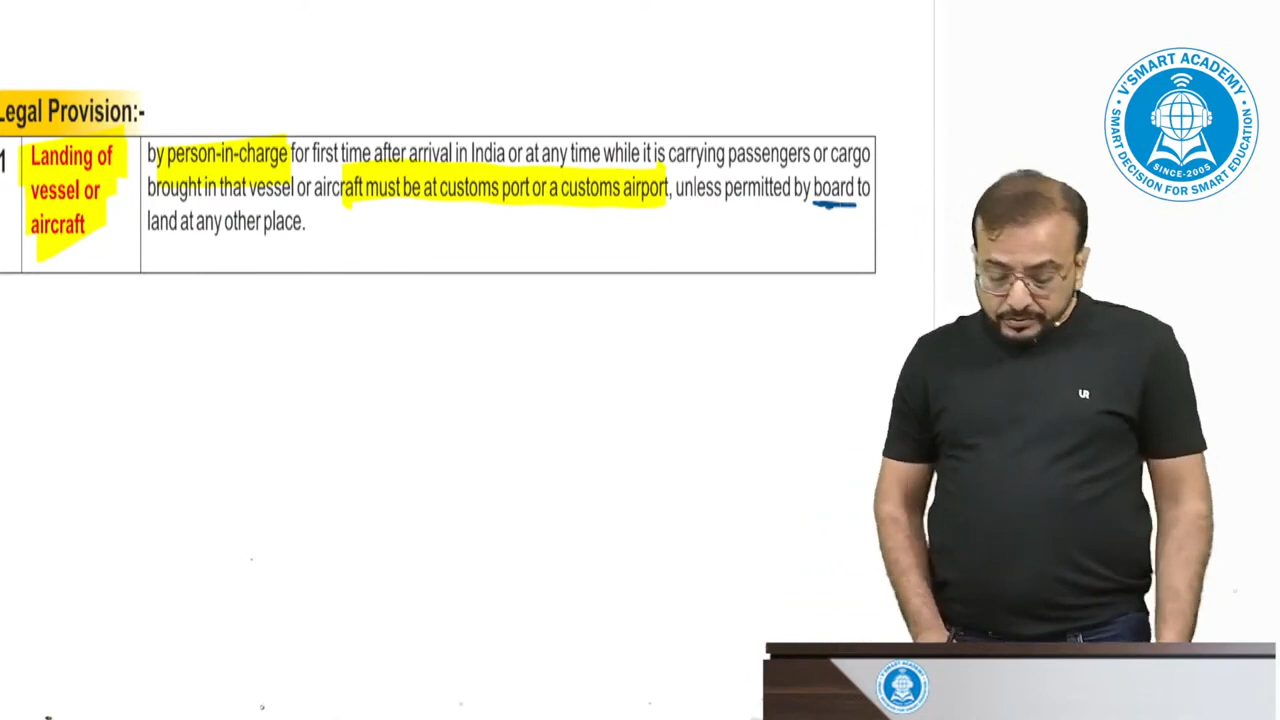 Legal Provision:-
1
Landing of
vessel or
aircraft
by person-in-charge for first time after arrival in India or at any time while it is carrying passengers or cargo
brought in that vessel or aircraft must be at customs port or a customs airport, unless permitted by board to
land at any other place.
V'SMART ACADEMY
SINCE-2005
SMART DECISION FOR SMART EDUCATION
UR
V'SMART ACADEMY